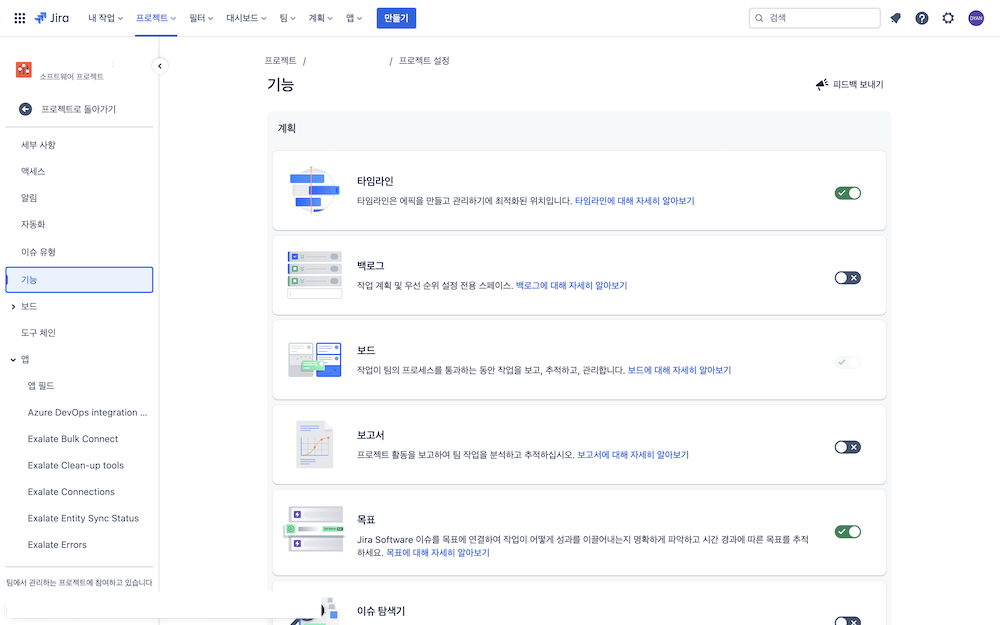 Jira 내 작업 프로젝트 필터 대시보드 팀 계획 앱 만들기 검색 DYAN
소프트웨어 프로젝트
프로젝트로 돌아가기
세부 사항
액세스
알림
자동화
이슈 유형
기능
보드
도구 체인
앱
앱 필드
Azure DevOps integration ...
Exalate Bulk Connect
Exalate Clean-up tools
Exalate Connections
Exalate Entity Sync Status
Exalate Errors
팀에서 관리하는 프로젝트에 참여하고 있습니다
프로젝트 / / 프로젝트 설정
기능
피드백 보내기
계획
타임라인
타임라인은 에픽을 만들고 관리하기에 최적화된 위치입니다. 타임라인에 대해 자세히 알아보기
백로그
작업 계획 및 우선 순위 설정 전용 스페이스. 백로그에 대해 자세히 알아보기
보드
작업이 팀의 프로세스를 통과하는 동안 작업을 보고, 추적하고, 관리합니다. 보드에 대해 자세히 알아보기
보고서
프로젝트 활동을 보고하여 팀 작업을 분석하고 추적하십시오. 보고서에 대해 자세히 알아보기
목표
Jira Software 이슈를 목표에 연결하여 작업이 어떻게 성과를 이끌어내는지 명확하게 파악하고 시간 경과에 따른 목표를 추적
하세요. 목표에 대해 자세히 알아보기
이슈 탐색기